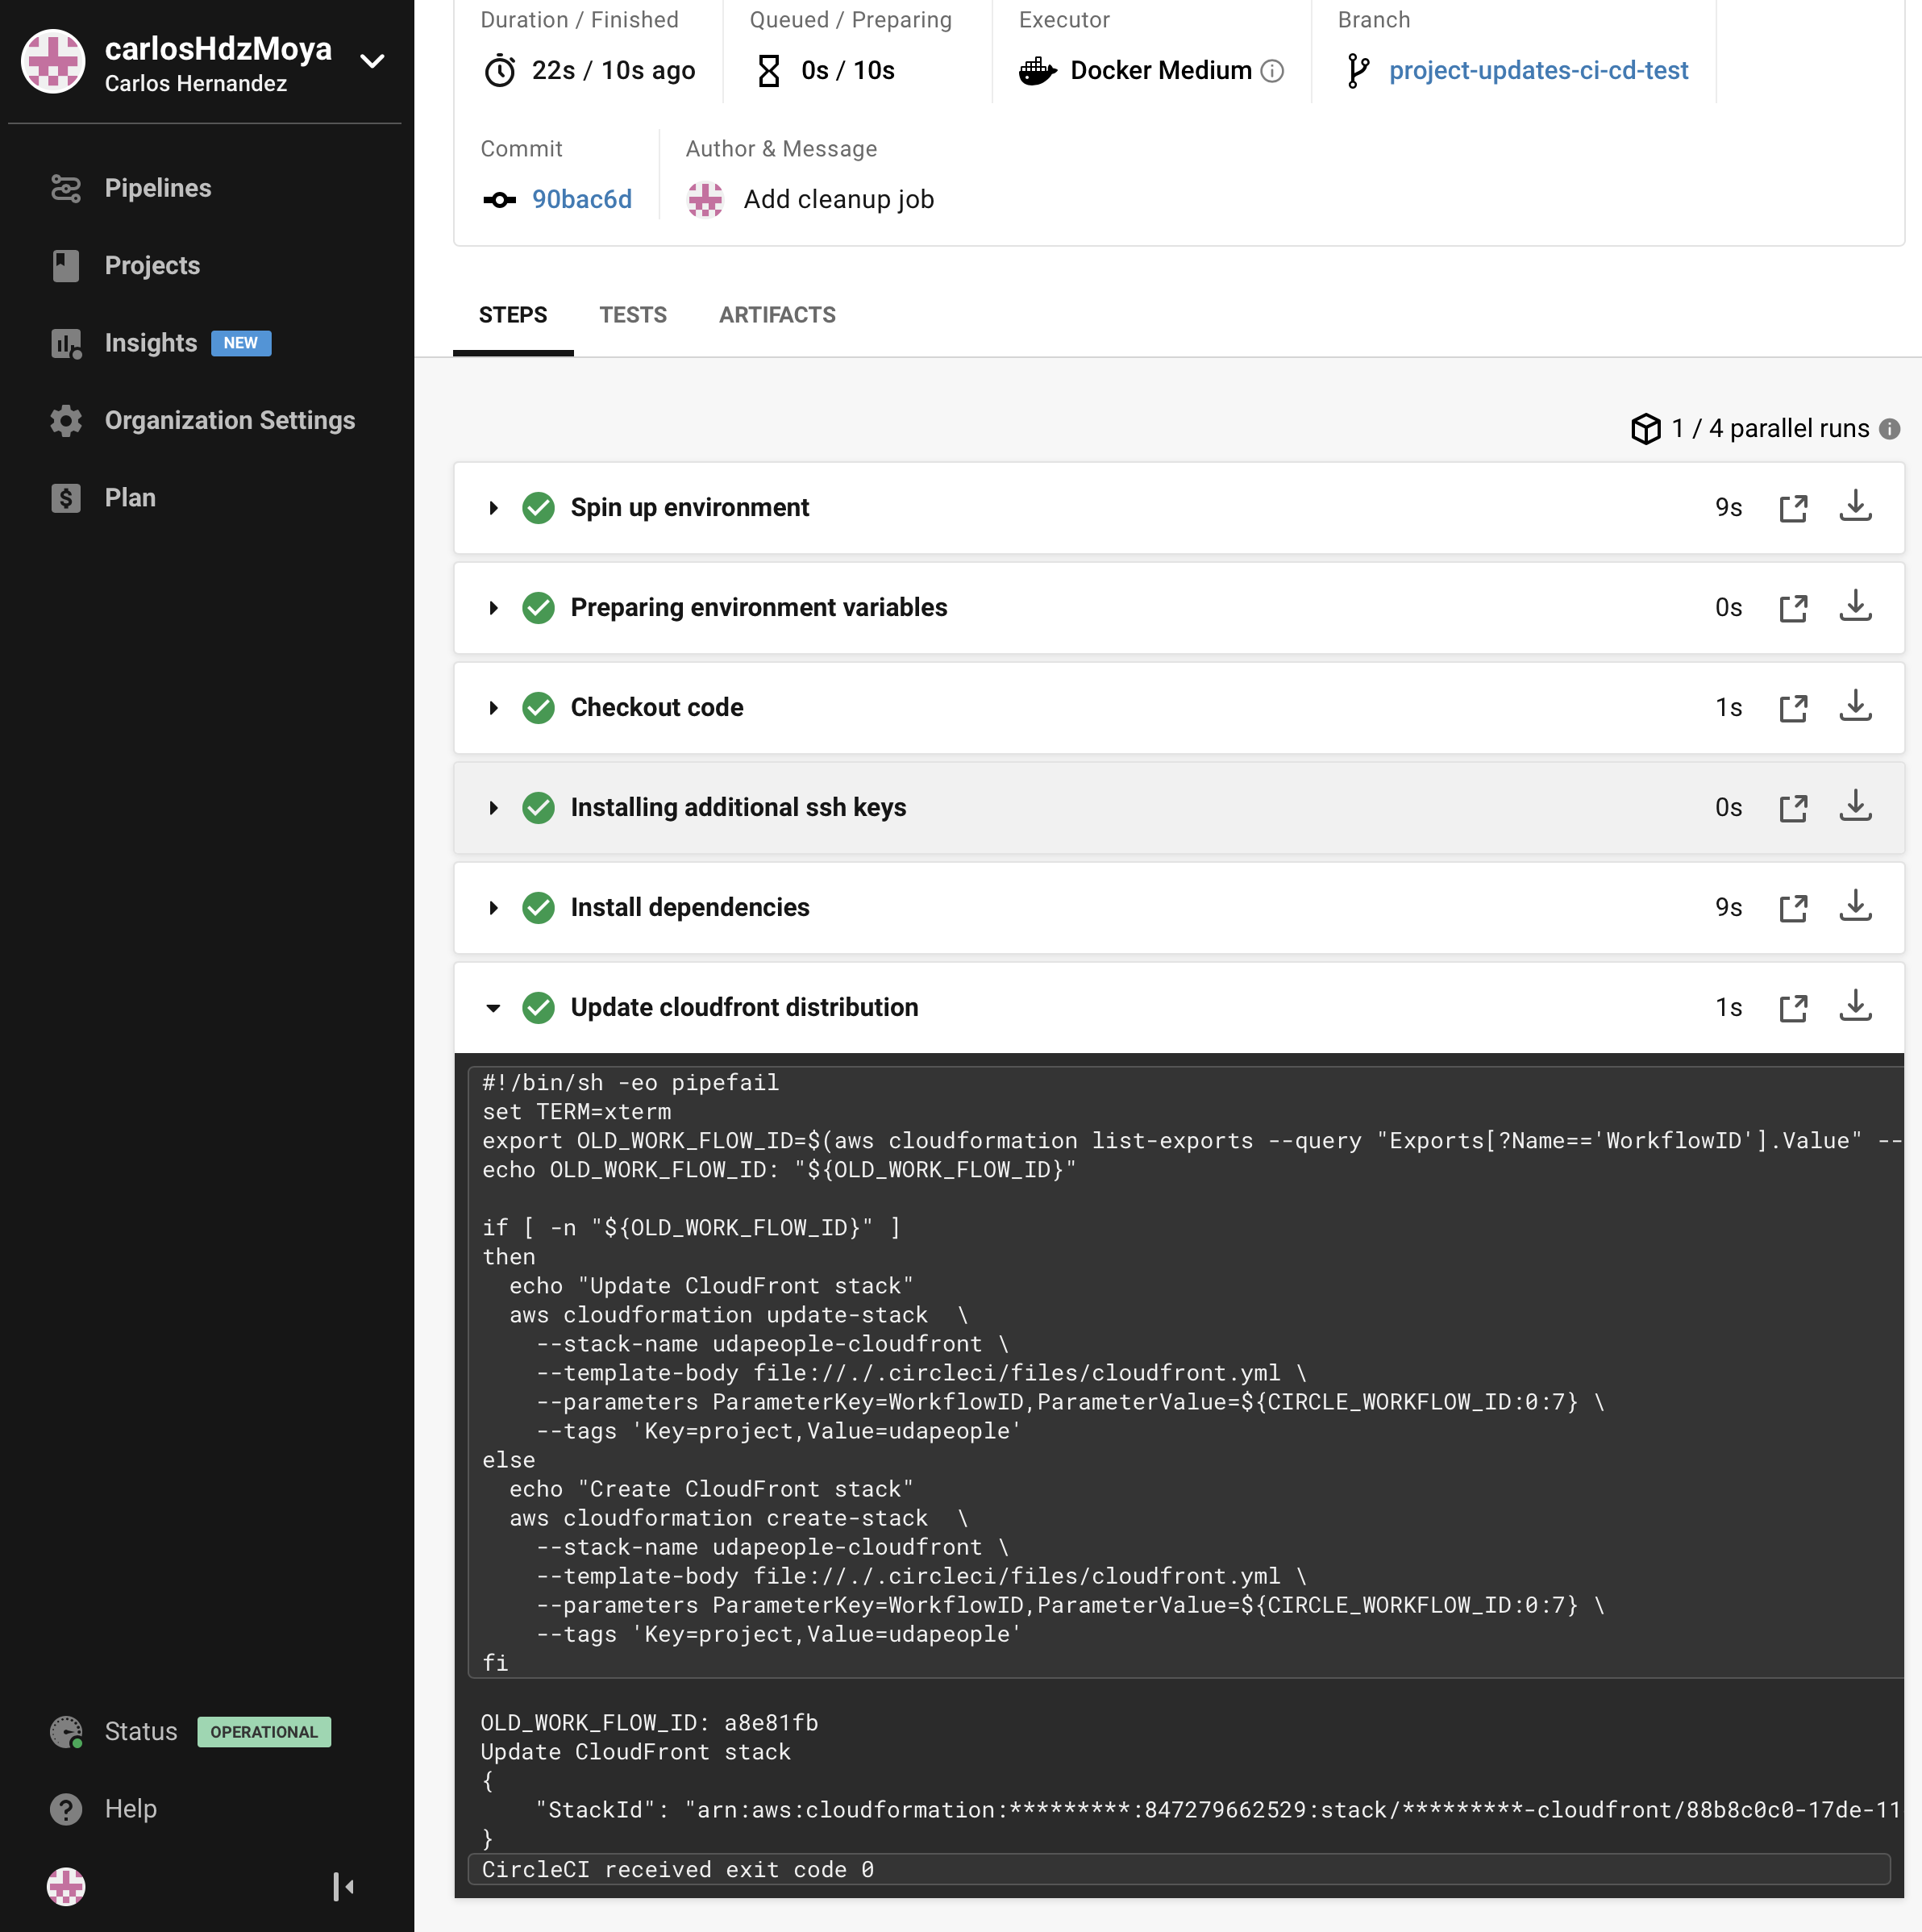 carlosHdzMoya
Carlos Hernandez
Pipelines
Projects
Insights NEW
Organization Settings
Plan
Status OPERATIONAL
Help
Duration / Finished
22s / 10s ago
Queued / Preparing
0s / 10s
Executor
Docker Medium
Branch
project-updates-ci-cd-test
Commit
90bac6d
Author & Message
Add cleanup job
STEPS TESTS ARTIFACTS
1 / 4 parallel runs
Spin up environment 9s
Preparing environment variables 0s
Checkout code 1s
Installing additional ssh keys 0s
Install dependencies 9s
Update cloudfront distribution 1s
#!/bin/sh -eo pipefail
set TERM=xterm
export OLD_WORK_FLOW_ID=$(aws cloudformation list-exports --query "Exports[?Name=='WorkflowID'].Value" --
echo OLD_WORK_FLOW_ID: "${OLD_WORK_FLOW_ID}"
if [ -n "${OLD_WORK_FLOW_ID}" ]
then
  echo "Update CloudFront stack"
  aws cloudformation update-stack  \
    --stack-name udapeople-cloudfront \
    --template-body file://./.circleci/files/cloudfront.yml \
    --parameters ParameterKey=WorkflowID,ParameterValue=${CIRCLE_WORKFLOW_ID:0:7} \
    --tags 'Key=project,Value=udapeople'
else
  echo "Create CloudFront stack"
  aws cloudformation create-stack  \
    --stack-name udapeople-cloudfront \
    --template-body file://./.circleci/files/cloudfront.yml \
    --parameters ParameterKey=WorkflowID,ParameterValue=${CIRCLE_WORKFLOW_ID:0:7} \
    --tags 'Key=project,Value=udapeople'
fi
OLD_WORK_FLOW_ID: a8e81fb
Update CloudFront stack
{
    "StackId": "arn:aws:cloudformation:*********:847279662529:stack/*********-cloudfront/88b8c0c0-17de-11
}
CircleCI received exit code 0